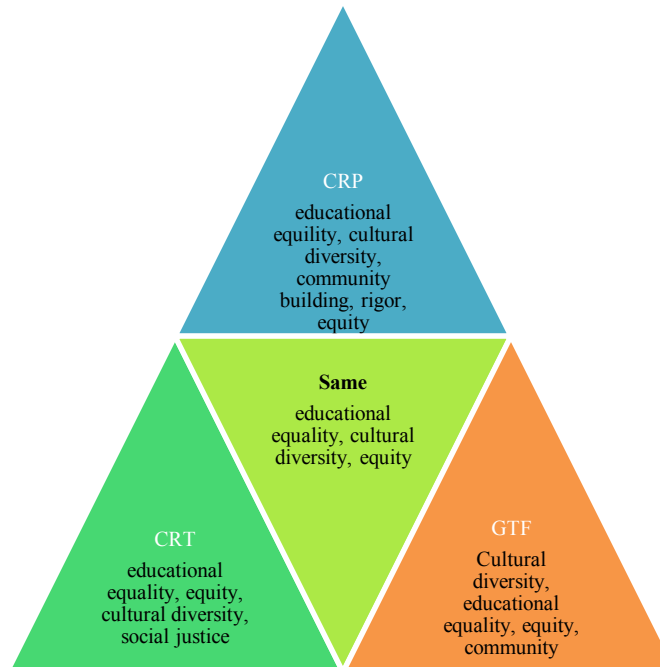 CRP
educational
equility, cultural
diversity,
community
building, rigor,
equity
Same
educational
equality, cultural
diversity, equity
CRT
educational
equality, equity,
cultural diversity,
social justice
GTF
Cultural
diversity,
educational
equality, equity,
community